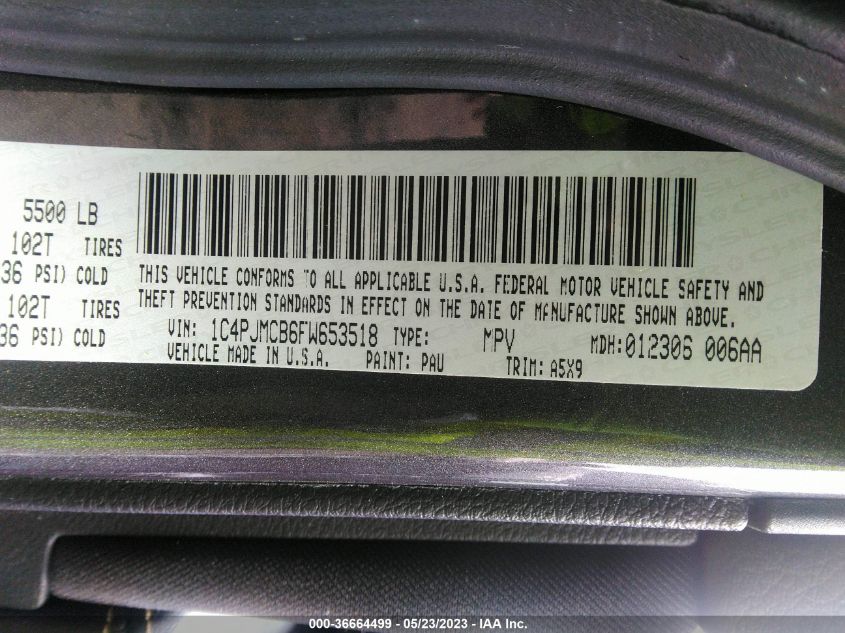 5500 LB
102T TIRES
36 PSI) COLD
102T TIRES
36 PSI) COLD
THIS VEHICLE CONFORMS TO ALL APPLICABLE U.S.A. FEDERAL MOTOR VEHICLE SAFETY AND
THEFT PREVENTION STANDARDS IN EFFECT ON THE DATE OF MANUFACTURE SHOWN ABOVE.
VIN: 1C4PJMCB6FW653518 TYPE: MPV MDH:012306 006AA
VEHICLE MADE IN U.S.A. PAINT: PAU TRIM: A5X9
000-36664499 - 05/23/2023 - IAA Inc.